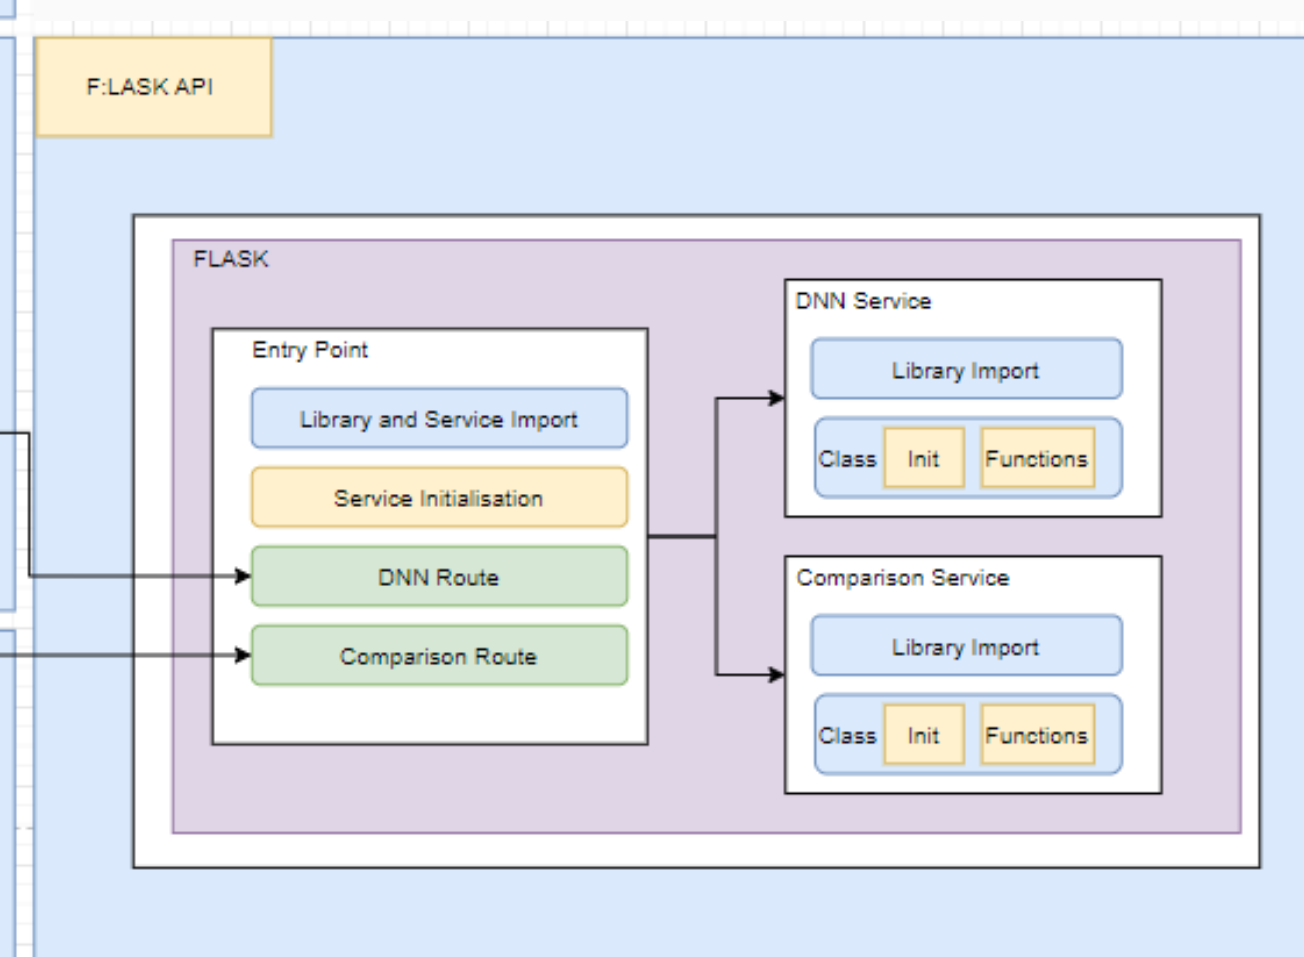 F:LASK API
FLASK
Entry Point
Library and Service Import
Service Initialisation
DNN Route
Comparison Route
DNN Service
Library Import
Class Init Functions
Comparison Service
Library Import
Class Init Functions